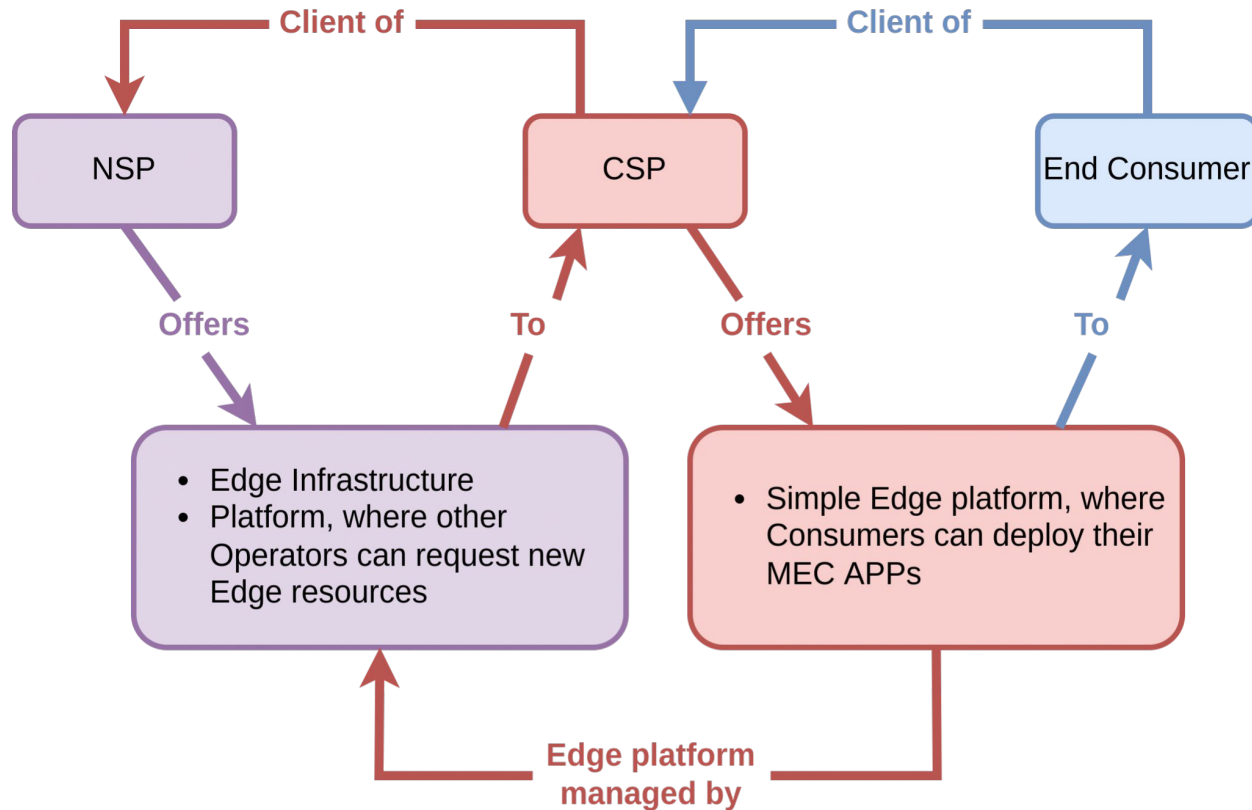 Client of
Client of
NSP
CSP
End Consumer
Offers
To
Offers
To
• Edge Infrastructure
• Platform, where other
Operators can request new
Edge resources
• Simple Edge platform, where
Consumers can deploy their
MEC APPs
Edge platform
managed by